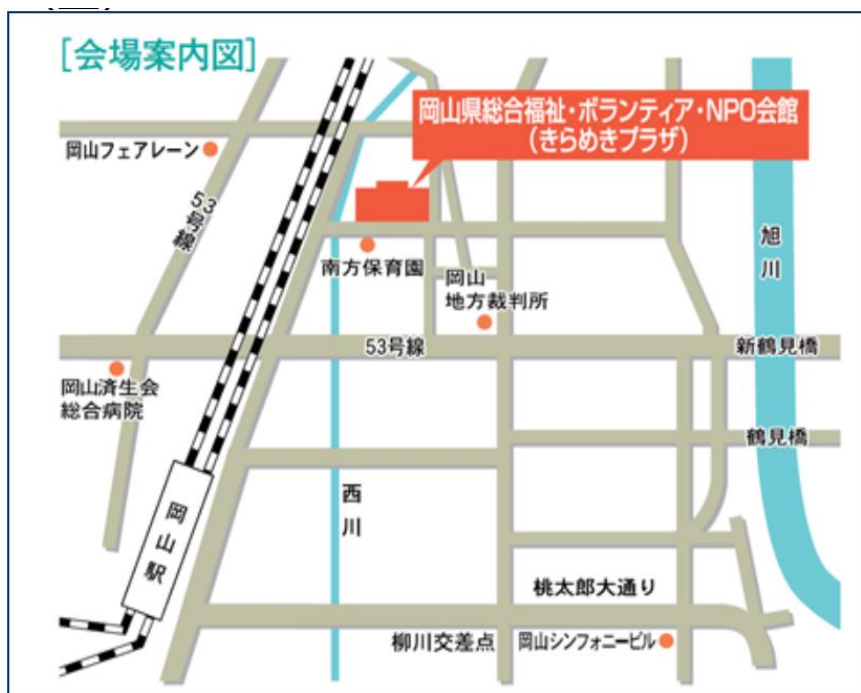 [会場案内図]
岡山県総合福祉・ボランティア・NPO会館
(きらめきプラザ)
岡山フェアレーン
53号線
旭川
南方保育園
岡山
地方裁判所
53号線
新鶴見橋
岡山済生会
総合病院
鶴見橋
西川
岡山駅
桃太郎大通り
柳川交差点
岡山シンフォニービル